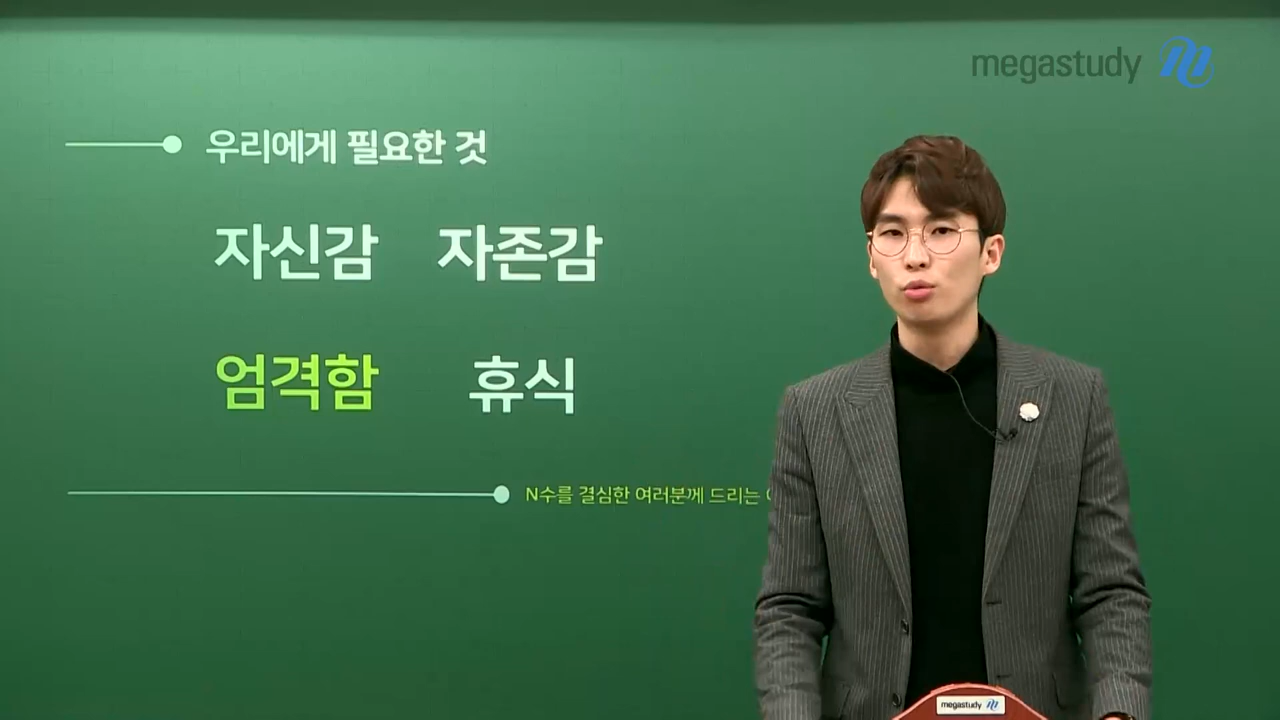 megastudy
우리에게 필요한 것
자신감 자존감
엄격함 휴식
N수를 결심한 여러분께 드리는
megastudy